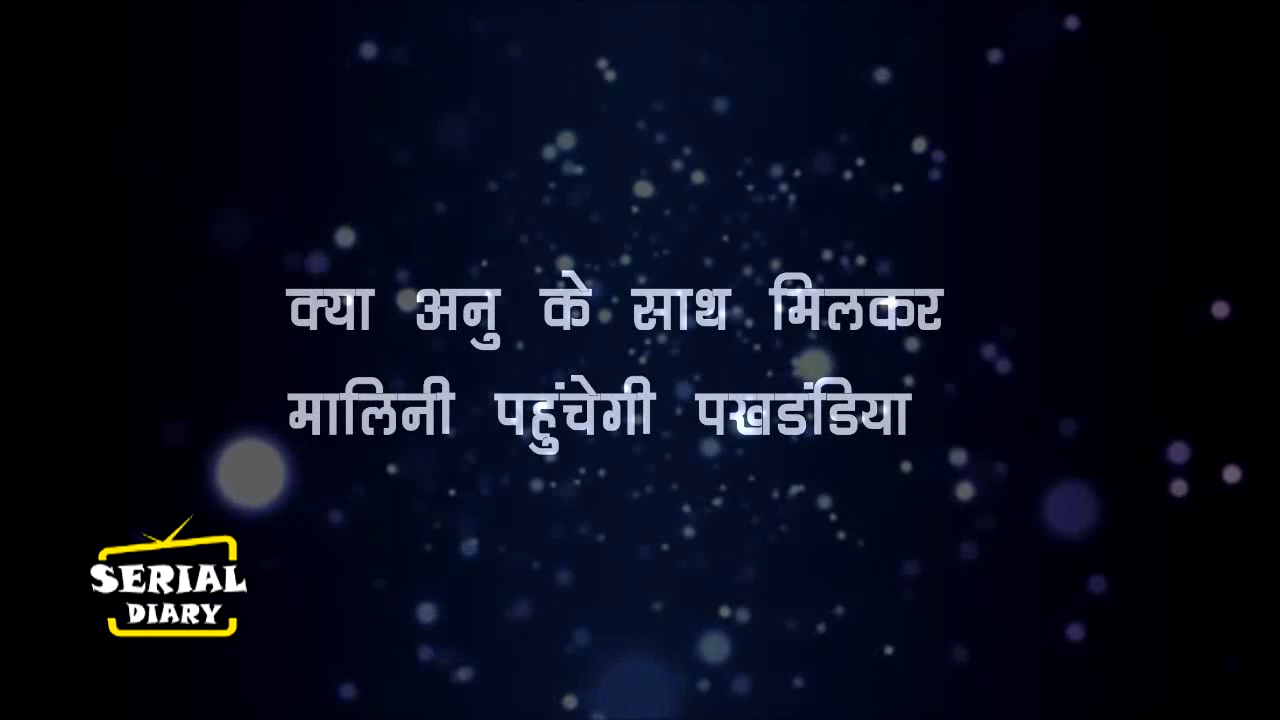 क्या अनु के साथ मिलकर
मालिनी पहुंचेगी पखडंडिया
SERIAL
DIARY